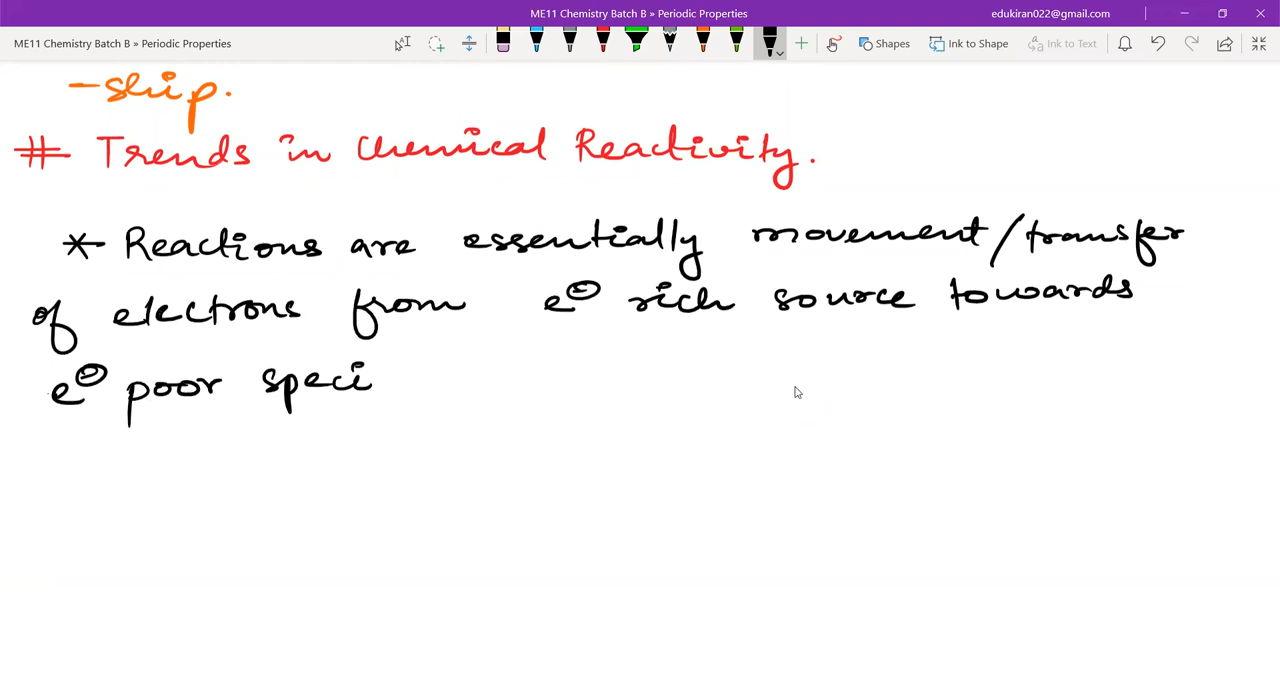 ME11 Chemistry Batch B » Periodic Properties
edukiran022@gmail.com
ME11 Chemistry Batch B » Periodic Properties
Shapes
Ink to Shape
Ink to Text
-ship.
# Trends in Chemical Reactivity.
* Reactions are essentially movement/transfer
of electrons from e⊖ rich source towards
e⊖ poor speci